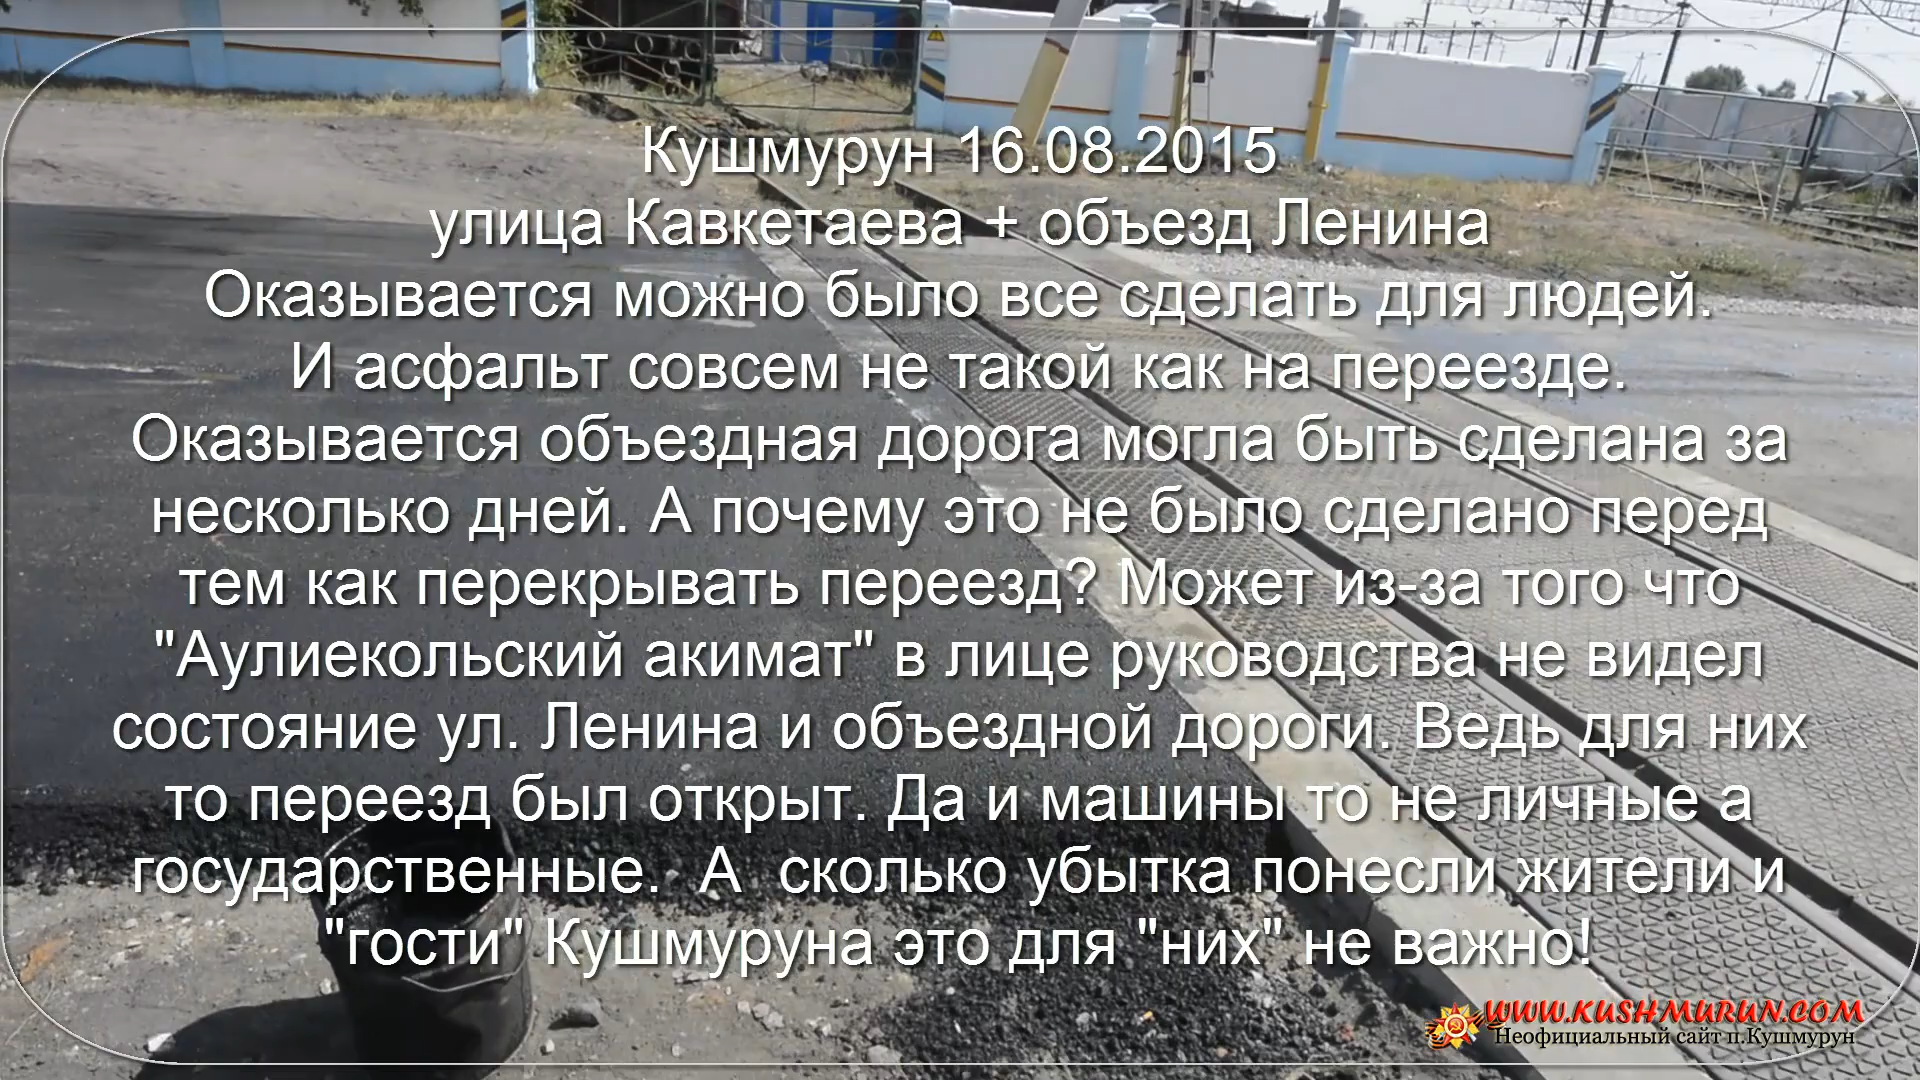 Кушмурун 16.08.2015
улица Кавкетаева + объезд Ленина
Оказывается можно было все сделать для людей.
И асфальт совсем не такой как на переезде.
Оказывается объездная дорога могла быть сделана за
несколько дней. А почему это не было сделано перед
тем как перекрывать переезд? Может из-за того что
"Аулиекольский акимат" в лице руководства не видел
состояние ул. Ленина и объездной дороги. Ведь для них
то переезд был открыт. Да и машины то не личные а
государственные.  А  сколько убытка понесли жители и
"гости" Кушмуруна это для "них" не важно!
WWW.KUSHMURUN.COM
Неофициальный сайт п.Кушмурун